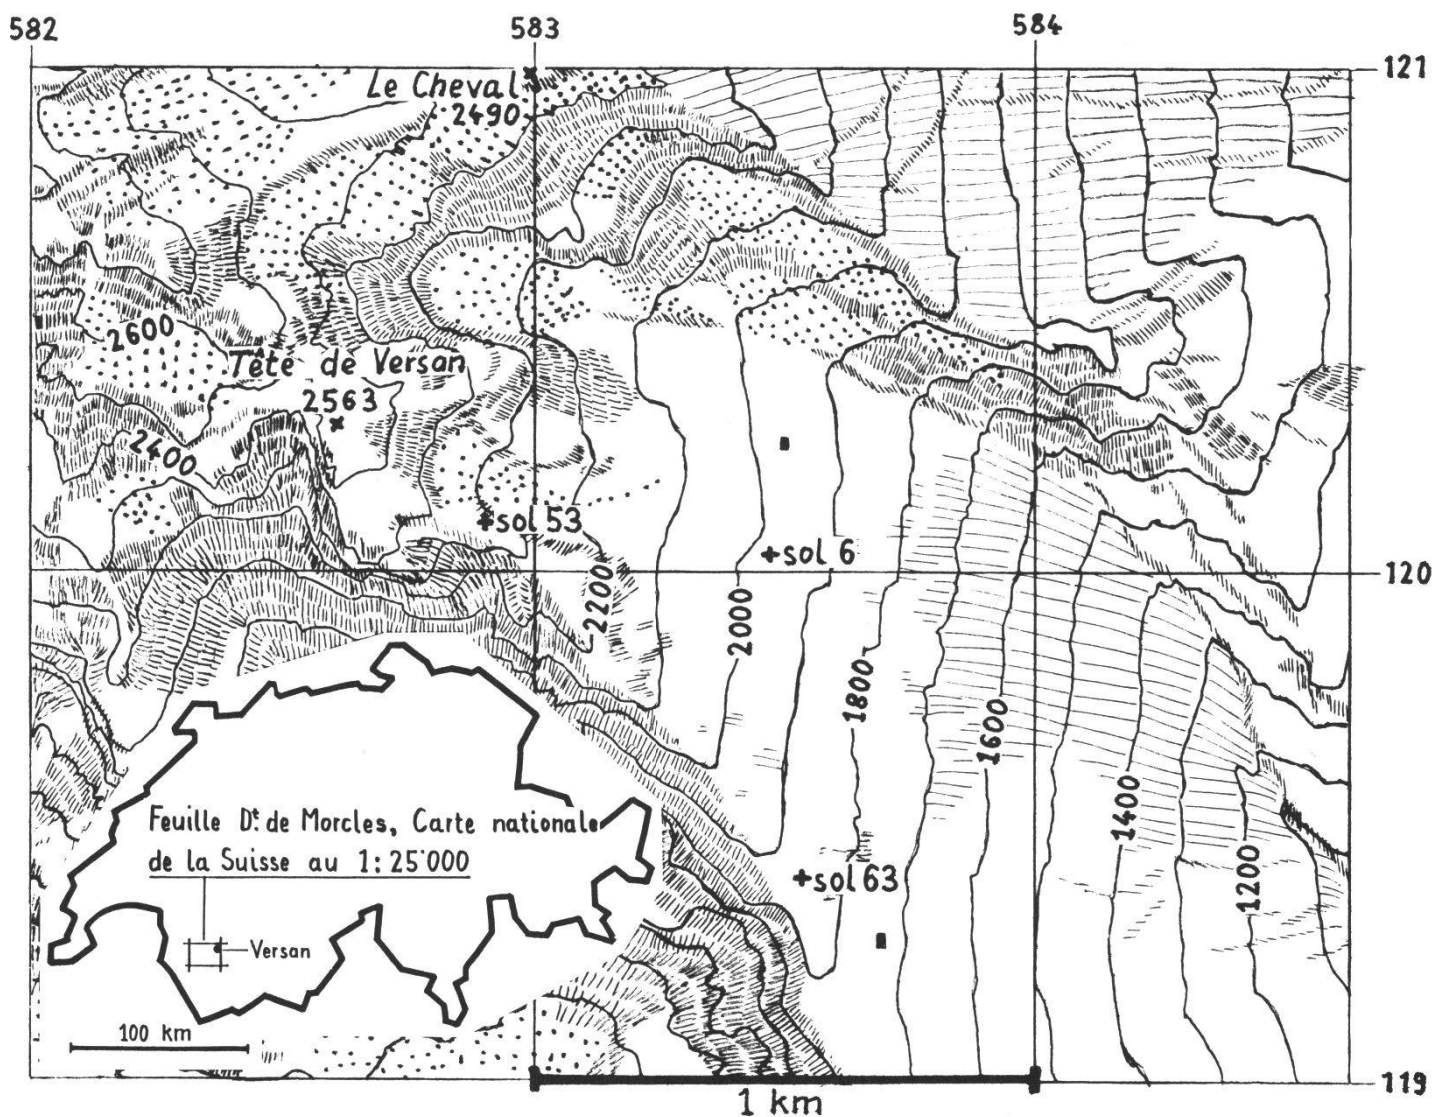 582 583 584
Le Cheval 121
2490
2600
Tête de Versan
2563
2400
+sol 53
+sol 6
120
2200
2000
1800
1600
1400
1200
Feuille Dt. de Morcles, Carte nationale
de la Suisse au 1:25'000
+sol 63
Versan
100 km
119
1 km